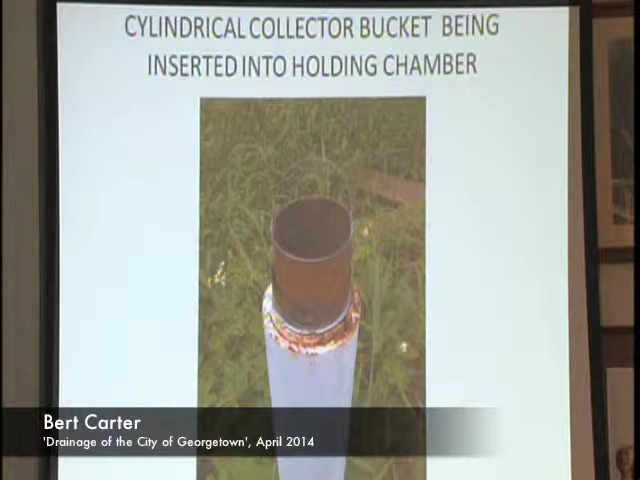 CYLINDRICAL COLLECTOR BUCKET BEING
INSERTED INTO HOLDING CHAMBER
Bert Carter
'Drainage of the City of Georgetown', April 2014